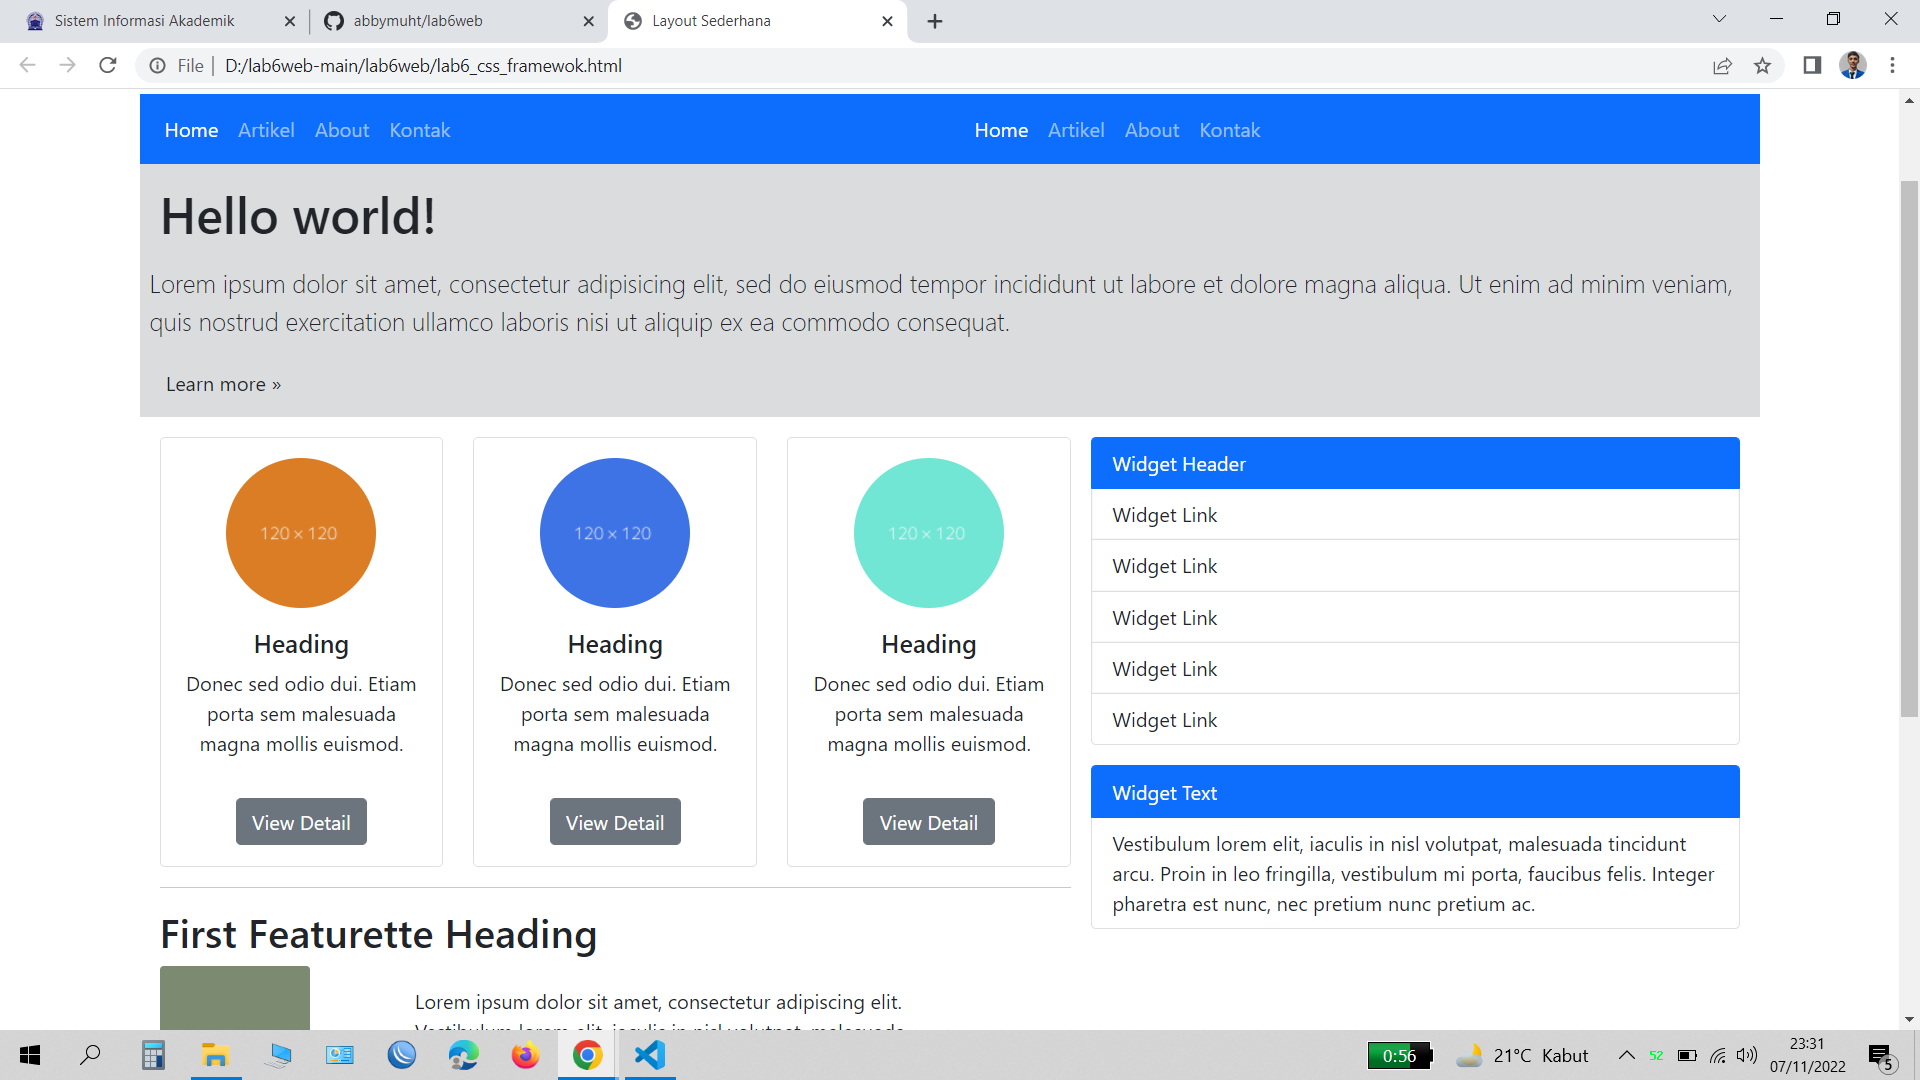 Sistem Informasi Akademik
abbymuht/lab6web
Layout Sederhana
File
D:/lab6web-main/lab6web/lab6_css_framewok.html
Home Artikel About Kontak
Home Artikel About Kontak
Hello world!
Lorem ipsum dolor sit amet, consectetur adipisicing elit, sed do eiusmod tempor incididunt ut labore et dolore magna aliqua. Ut enim ad minim veniam,
quis nostrud exercitation ullamco laboris nisi ut aliquip ex ea commodo consequat.
Learn more »
120 × 120
Heading
Donec sed odio dui. Etiam
porta sem malesuada
magna mollis euismod.
View Detail
120 × 120
Heading
Donec sed odio dui. Etiam
porta sem malesuada
magna mollis euismod.
View Detail
120 × 120
Heading
Donec sed odio dui. Etiam
porta sem malesuada
magna mollis euismod.
View Detail
Widget Header
Widget Link
Widget Link
Widget Link
Widget Link
Widget Link
Widget Text
Vestibulum lorem elit, iaculis in nisl volutpat, malesuada tincidunt
arcu. Proin in leo fringilla, vestibulum mi porta, faucibus felis. Integer
pharetra est nunc, nec pretium nunc pretium ac.
First Featurette Heading
Lorem ipsum dolor sit amet, consectetur adipiscing elit.
Vestibulum lorem elit, iaculis in nisl volutpat, malesuada
0:56
21°C Kabut
52
23:31
07/11/2022
5